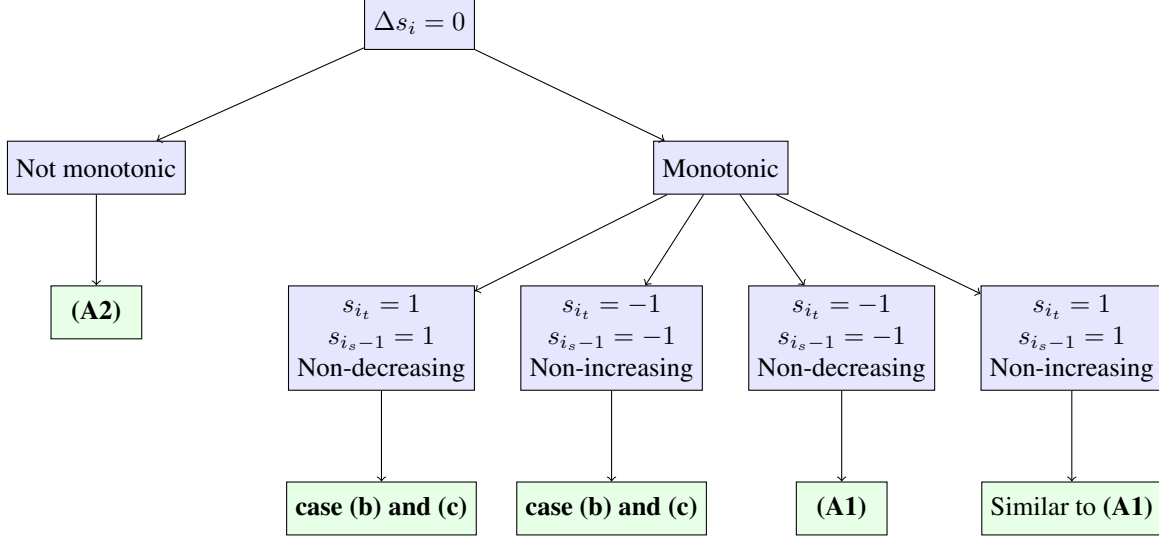 Δs_i = 0
Not monotonic
Monotonic
(A2)
s_{i_t} = 1
s_{i_s-1} = 1
Non-decreasing
s_{i_t} = −1
s_{i_s-1} = −1
Non-increasing
s_{i_t} = −1
s_{i_s-1} = −1
Non-decreasing
s_{i_t} = 1
s_{i_s-1} = 1
Non-increasing
case (b) and (c)
case (b) and (c)
(A1)
Similar to (A1)